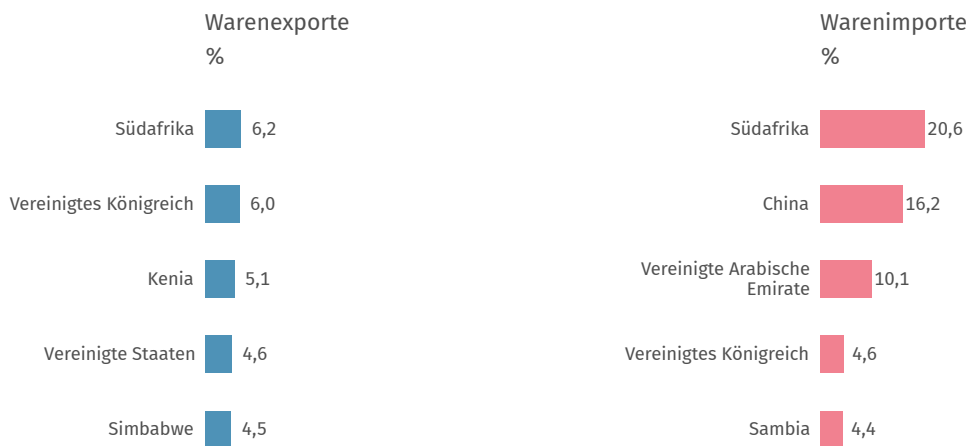 Warenexporte
%
Südafrika 6,2
Vereinigtes Königreich 6,0
Kenia 5,1
Vereinigte Staaten 4,6
Simbabwe 4,5
Warenimporte
%
Südafrika 20,6
China 16,2
Vereinigte Arabische
Emirate 10,1
Vereinigtes Königreich 4,6
Sambia 4,4